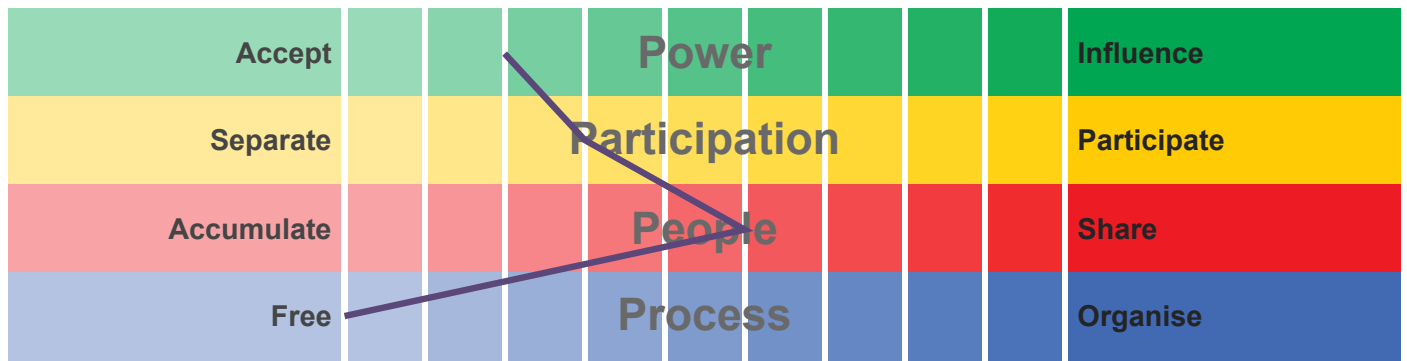 Accept Power Influence
Separate Participation Participate
Accumulate People Share
Free Process Organise